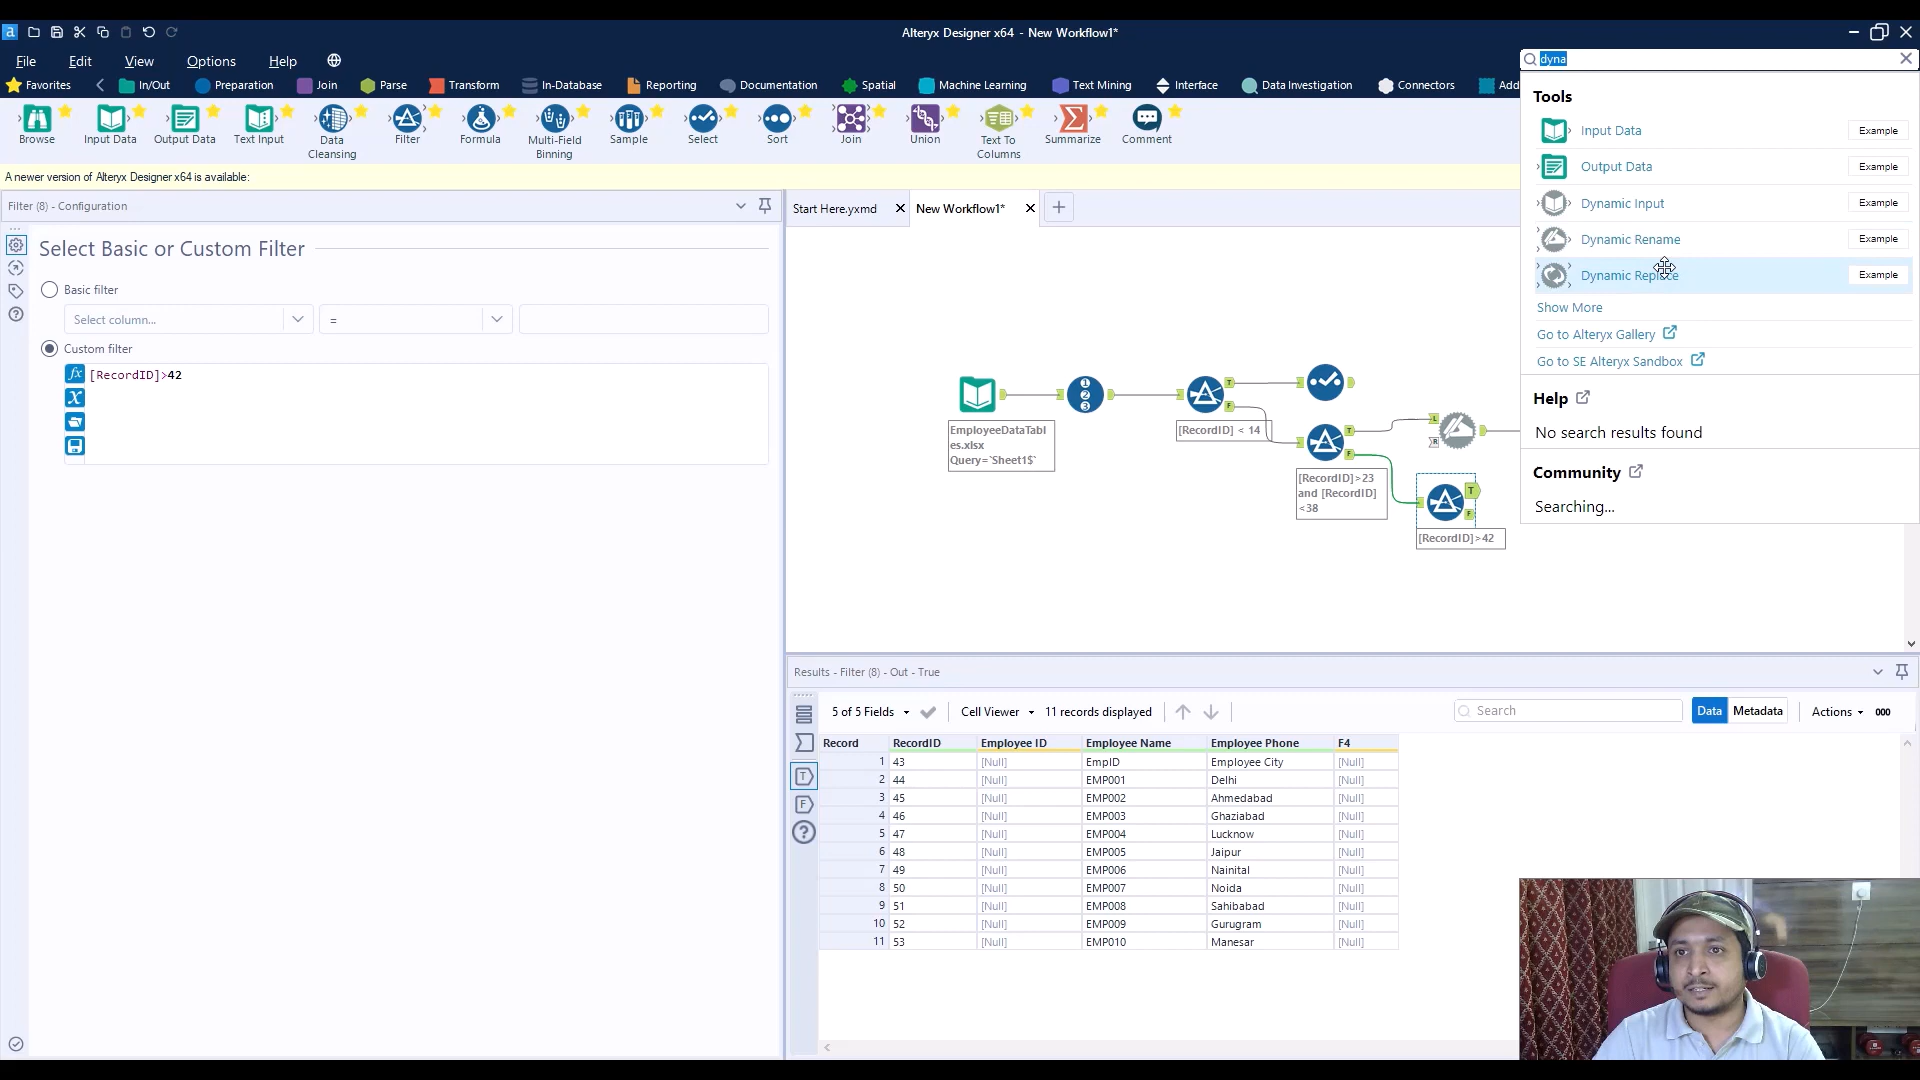 Alteryx Designer x64 - New Workflow1*
File Edit View Options Help
dyna
Favorites In/Out Preparation Join Parse Transform In-Database Reporting Documentation Spatial Machine Learning Text Mining Interface Data Investigation Connectors Add
Browse Input Data Output Data Text Input Data Cleansing Filter Formula Multi-Field Binning Sample Select Sort Join Union Text To Columns Summarize Comment
A newer version of Alteryx Designer x64 is available:
Filter (8) - Configuration
Select Basic or Custom Filter
Basic filter
Select column... =
Custom filter
[RecordID]>42
Start Here.yxmd New Workflow1*
EmployeeDataTabl
es.xlsx
Query=`Sheet1$`
1
2
3
[RecordID] < 14
T
F
[RecordID]>23
and [RecordID]
<38
T
F
L
R
T
F
[RecordID]>42
Tools
Input Data Example
Output Data Example
Dynamic Input Example
Dynamic Rename Example
Dynamic Replace Example
Show More
Go to Alteryx Gallery
Go to SE Alteryx Sandbox
Help
No search results found
Community
Searching...
Results - Filter (8) - Out - True
5 of 5 Fields Cell Viewer 11 records displayed Search Data Metadata Actions 000
Record RecordID Employee ID Employee Name Employee Phone F4
1 43 [Null] EmpID Employee City [Null]
2 44 [Null] EMP001 Delhi [Null]
3 45 [Null] EMP002 Ahmedabad [Null]
4 46 [Null] EMP003 Ghaziabad [Null]
5 47 [Null] EMP004 Lucknow [Null]
6 48 [Null] EMP005 Jaipur [Null]
7 49 [Null] EMP006 Nainital [Null]
8 50 [Null] EMP007 Noida [Null]
9 51 [Null] EMP008 Sahibabad [Null]
10 52 [Null] EMP009 Gurugram [Null]
11 53 [Null] EMP010 Manesar [Null]